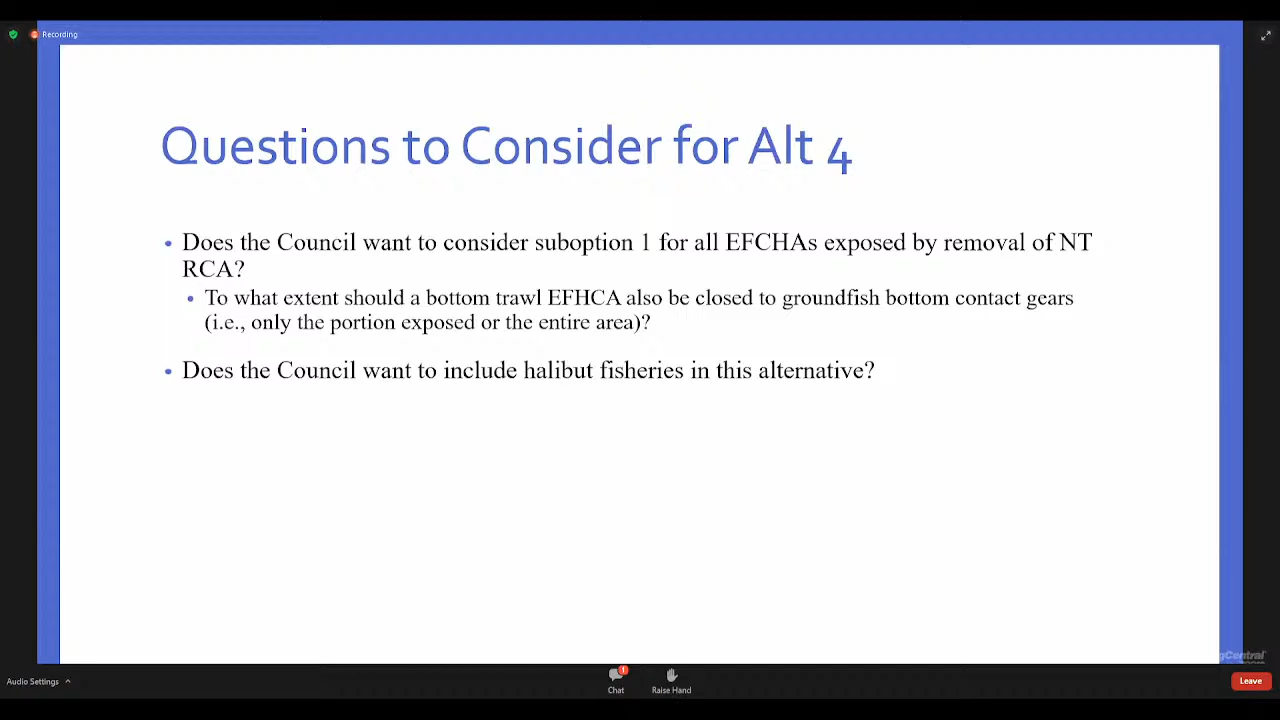 Recording
Questions to Consider for Alt 4
• Does the Council want to consider suboption 1 for all EFCHAs exposed by removal of NT
RCA?
• To what extent should a bottom trawl EFHCA also be closed to groundfish bottom contact gears
(i.e., only the portion exposed or the entire area)?
• Does the Council want to include halibut fisheries in this alternative?
Audio Settings
1
Chat
Raise Hand
Leave